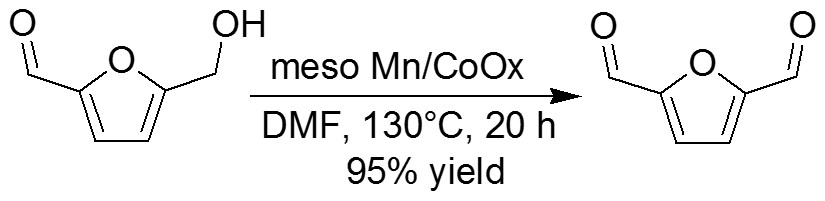 O
O
OH
meso Mn/CoOx
DMF, 130°C, 20 h
95% yield
O
O
O